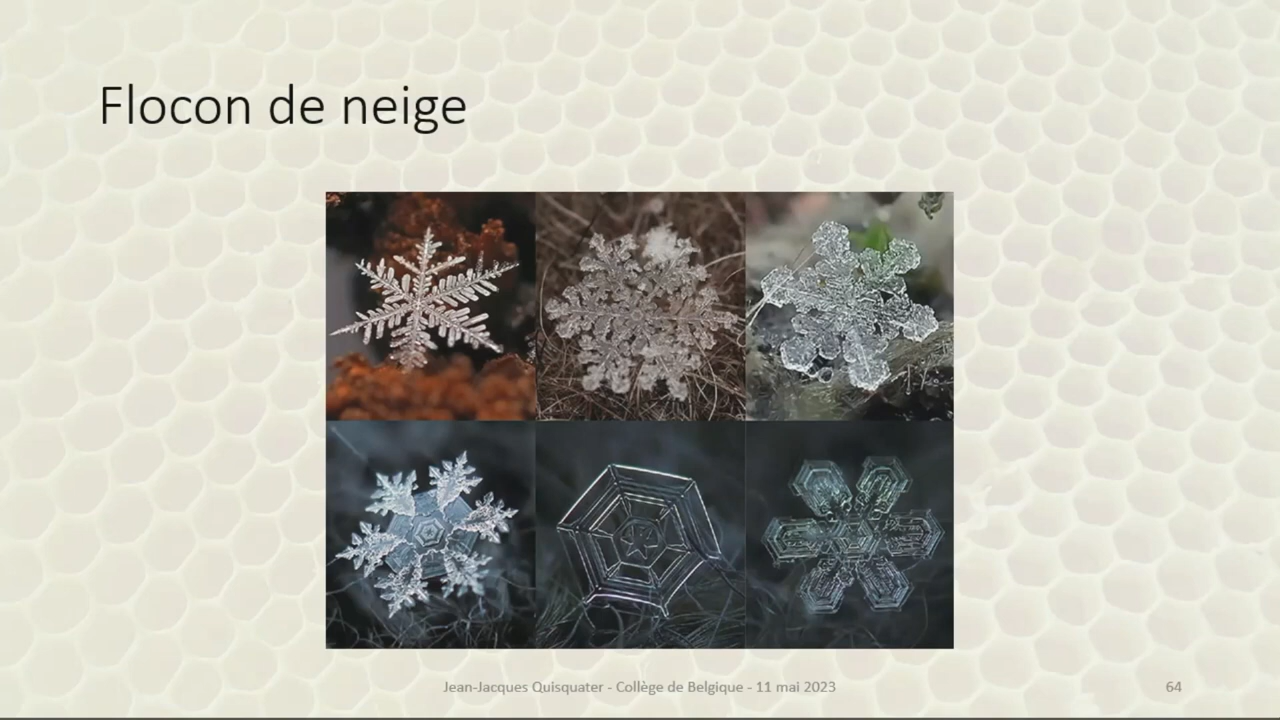 Flocon de neige
Jean-Jacques Quisquater - Collège de Belgique - 11 mai 2023
64